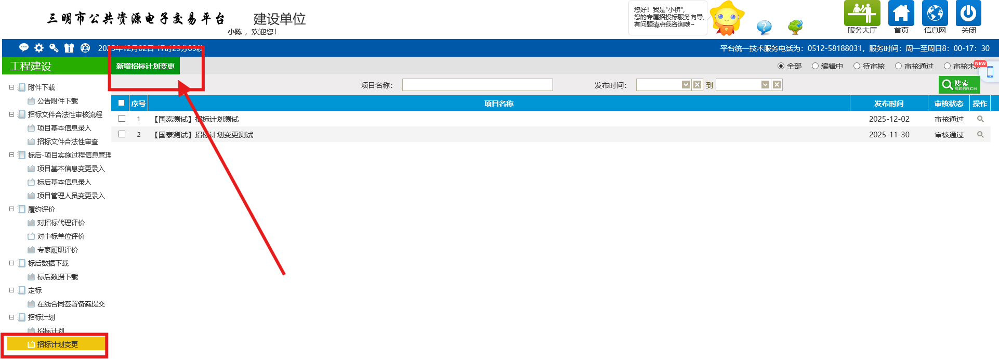 三明市公共资源电子交易平台
建设单位
小陈，欢迎您!
您好！我是"小桥",
您的专属招投标服务向导,
有问题请点我咨询哦~
服务大厅
首页
信息网
关闭
平台统一技术服务电话为：0512-58188031，服务时间：周一至周日8：00-17：30
工程建设
新增招标计划变更
全部
编辑中
待审核
审核通过
审核未
NEW
项目名称：
发布时间：
到
搜索
SEARCH
序号
项目名称
发布时间
审核状态
操作
1
【国泰测试】招标计划测试
2025-12-02
审核通过
2
【国泰测试】招标计划变更测试
2025-11-30
审核通过
附件下载
公告附件下载
招标文件合法性审核流程
项目基本信息录入
招标文件合法性审查
标后-项目实施过程信息管理
项目基本信息变更录入
标后基本信息录入
项目管理人员变更录入
履约评价
对招标代理评价
对中标单位评价
专家履职评价
标后数据下载
标后数据下载
定标
在线合同签署备案提交
招标计划
招标计划
招标计划变更